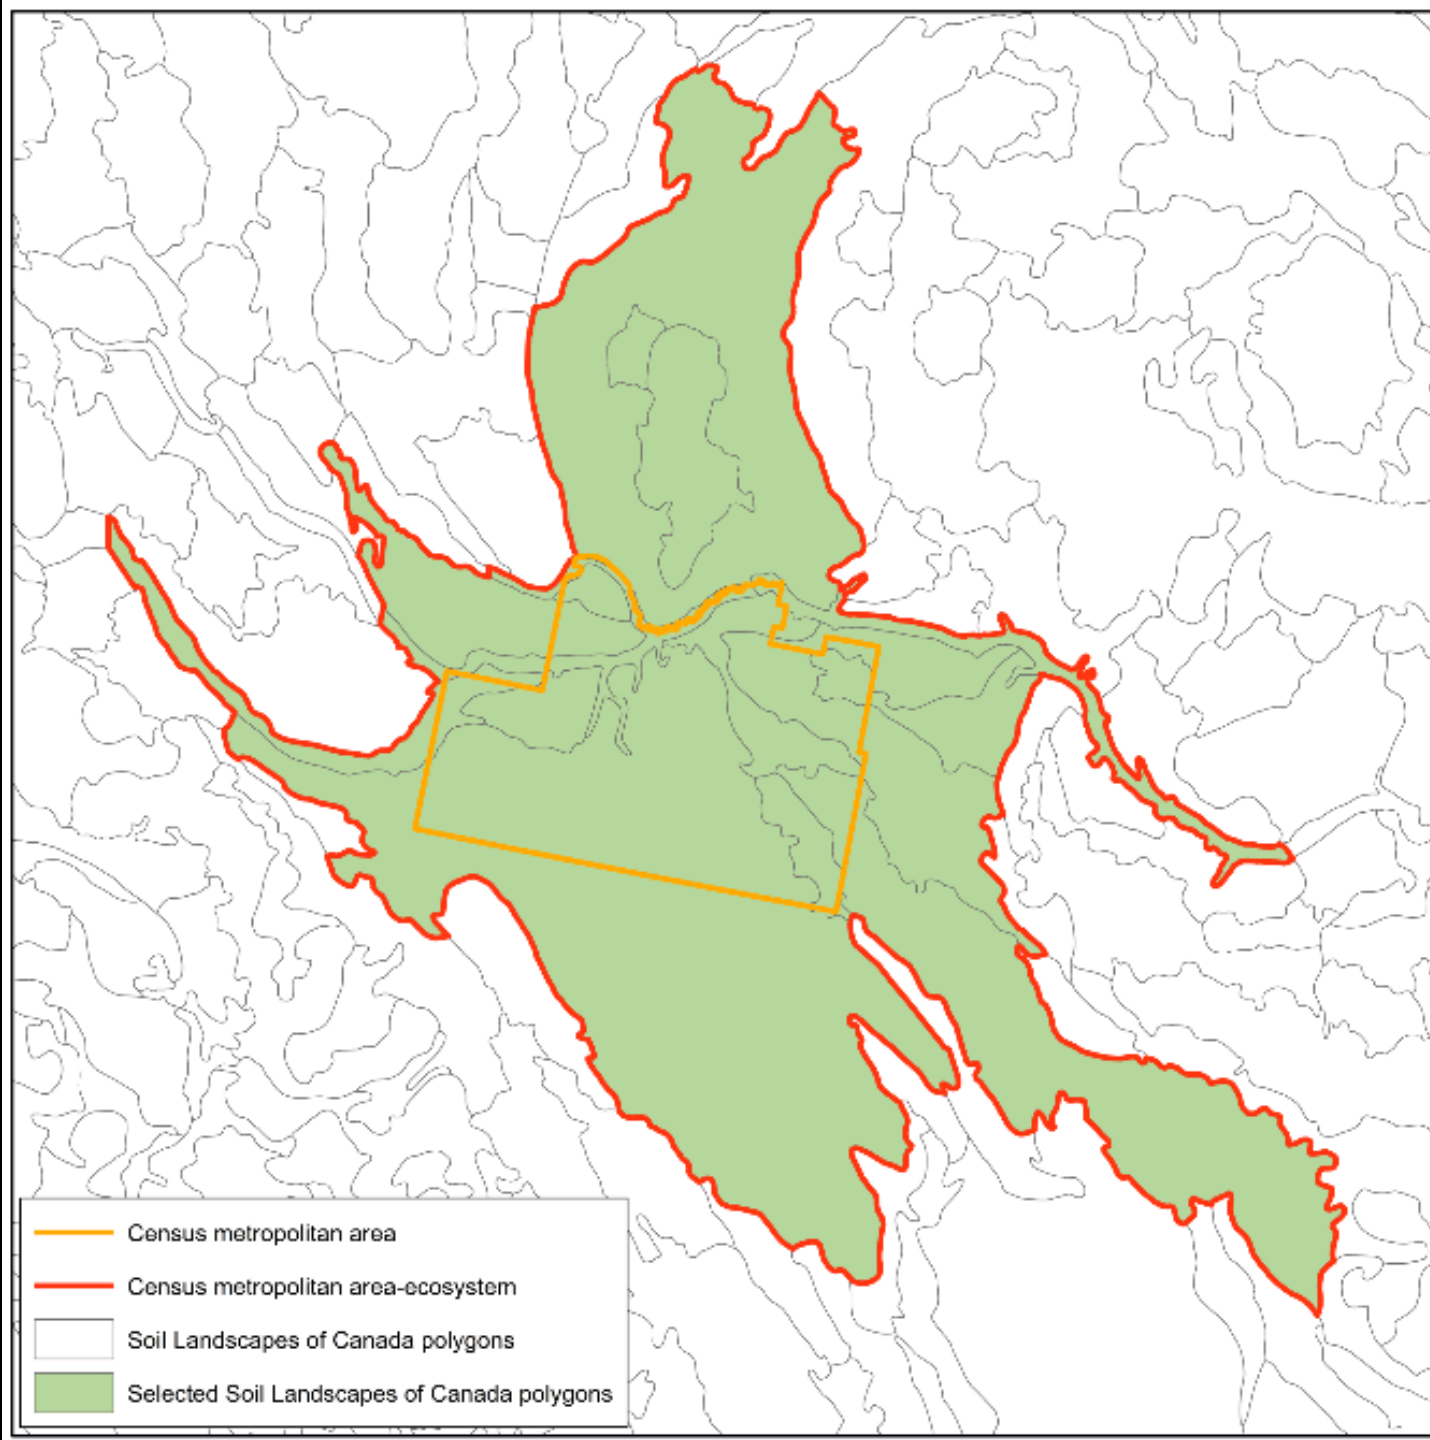 Census metropolitan area
Census metropolitan area-ecosystem
Soil Landscapes of Canada polygons
Selected Soil Landscapes of Canada polygons